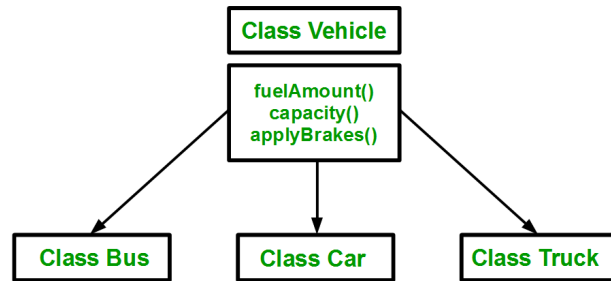 Class Vehicle
fuelAmount()
capacity()
applyBrakes()
Class Bus
Class Car
Class Truck